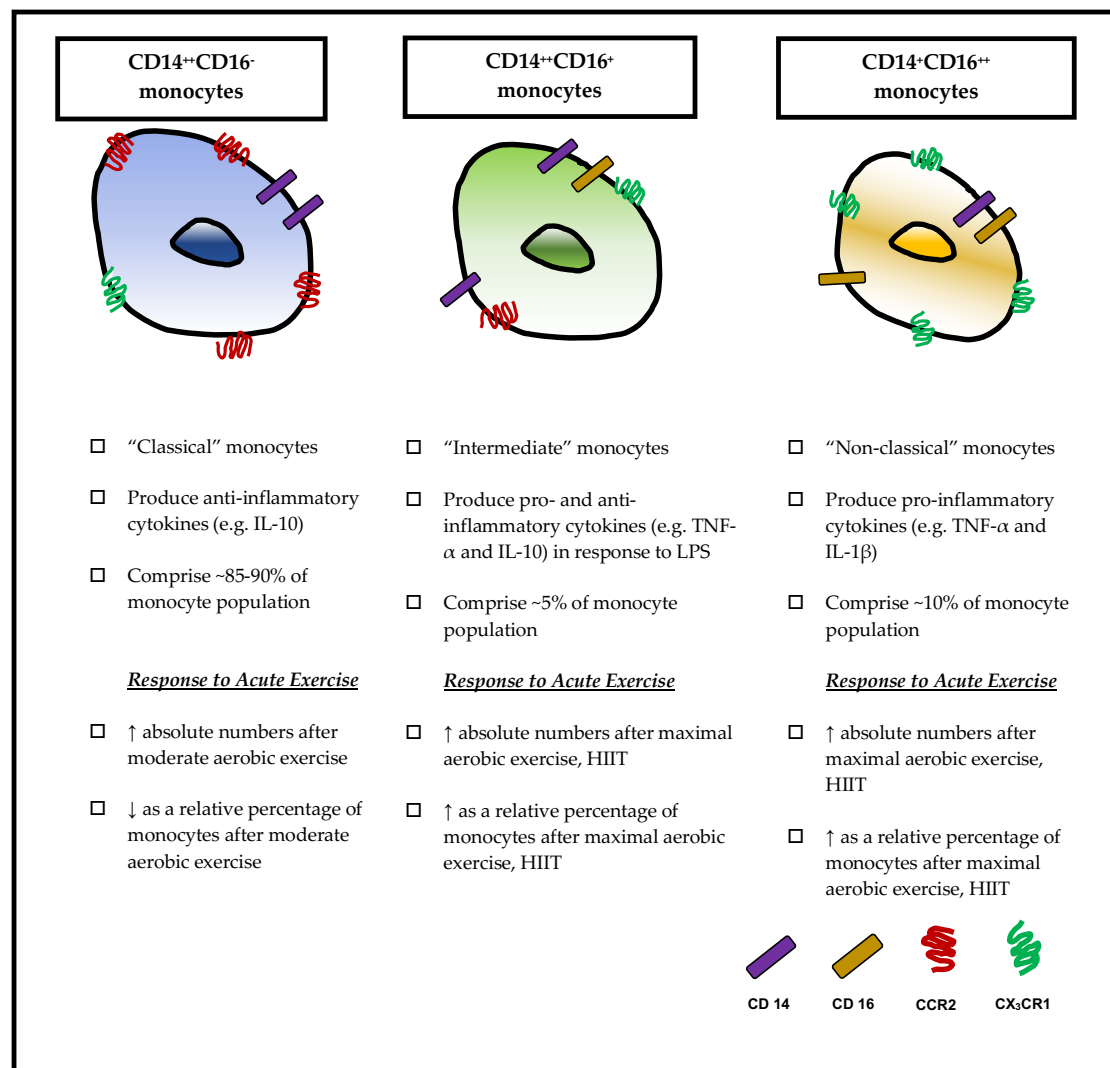 CD14⁺⁺CD16⁻
monocytes
CD14⁺⁺CD16⁺
monocytes
CD14⁺CD16⁺⁺
monocytes
“Classical” monocytes
Produce anti-inflammatory
cytokines (e.g. IL-10)
Comprise ~85-90% of
monocyte population
Response to Acute Exercise
↑ absolute numbers after
moderate aerobic exercise
↓ as a relative percentage of
monocytes after moderate
aerobic exercise
“Intermediate” monocytes
Produce pro- and anti-
inflammatory cytokines (e.g. TNF-
α and IL-10) in response to LPS
Comprise ~5% of monocyte
population
Response to Acute Exercise
↑ absolute numbers after maximal
aerobic exercise, HIIT
↑ as a relative percentage of
monocytes after maximal aerobic
exercise, HIIT
“Non-classical” monocytes
Produce pro-inflammatory
cytokines (e.g. TNF-α and
IL-1β)
Comprise ~10% of monocyte
population
Response to Acute Exercise
↑ absolute numbers after
maximal aerobic exercise,
HIIT
↑ as a relative percentage of
monocytes after maximal
aerobic exercise, HIIT
CD 14
CD 16
CCR2
CX₃CR1